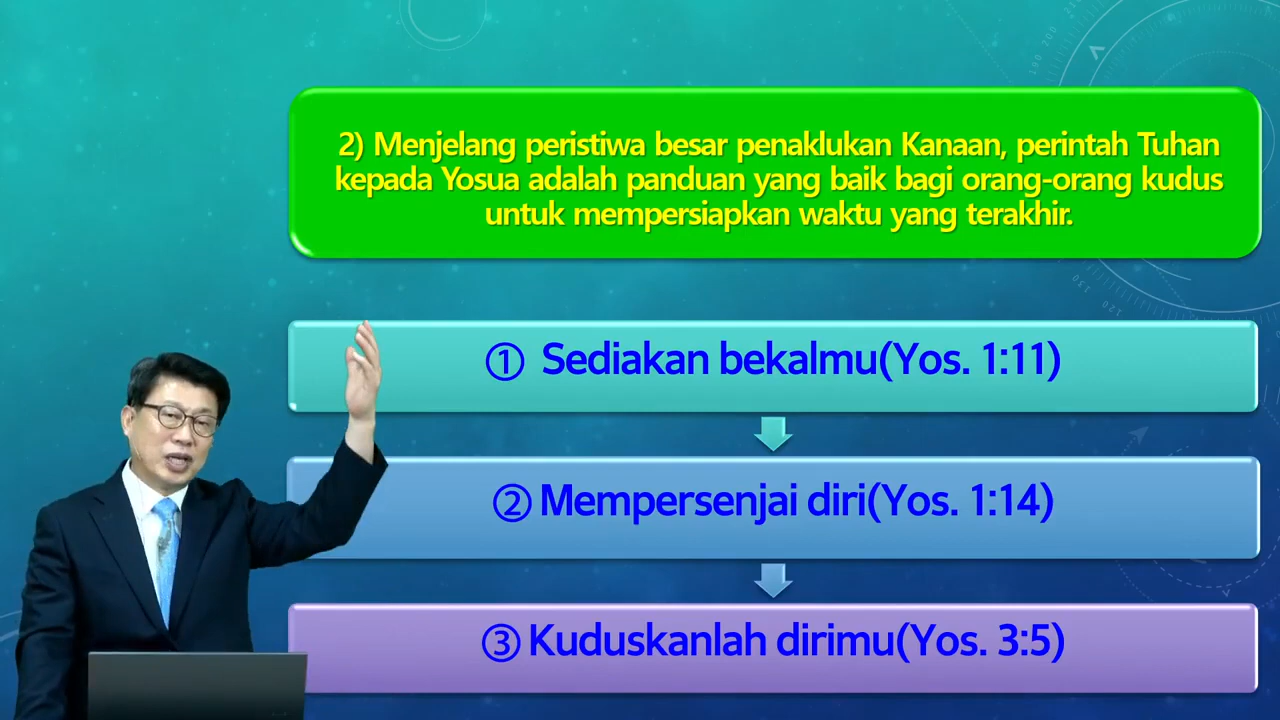 2) Menjelang peristiwa besar penaklukan Kanaan, perintah Tuhan
kepada Yosua adalah panduan yang baik bagi orang-orang kudus
untuk mempersiapkan waktu yang terakhir.
① Sediakan bekalmu(Yos. 1:11)
② Mempersenjai diri(Yos. 1:14)
③ Kuduskanlah dirimu(Yos. 3:5)